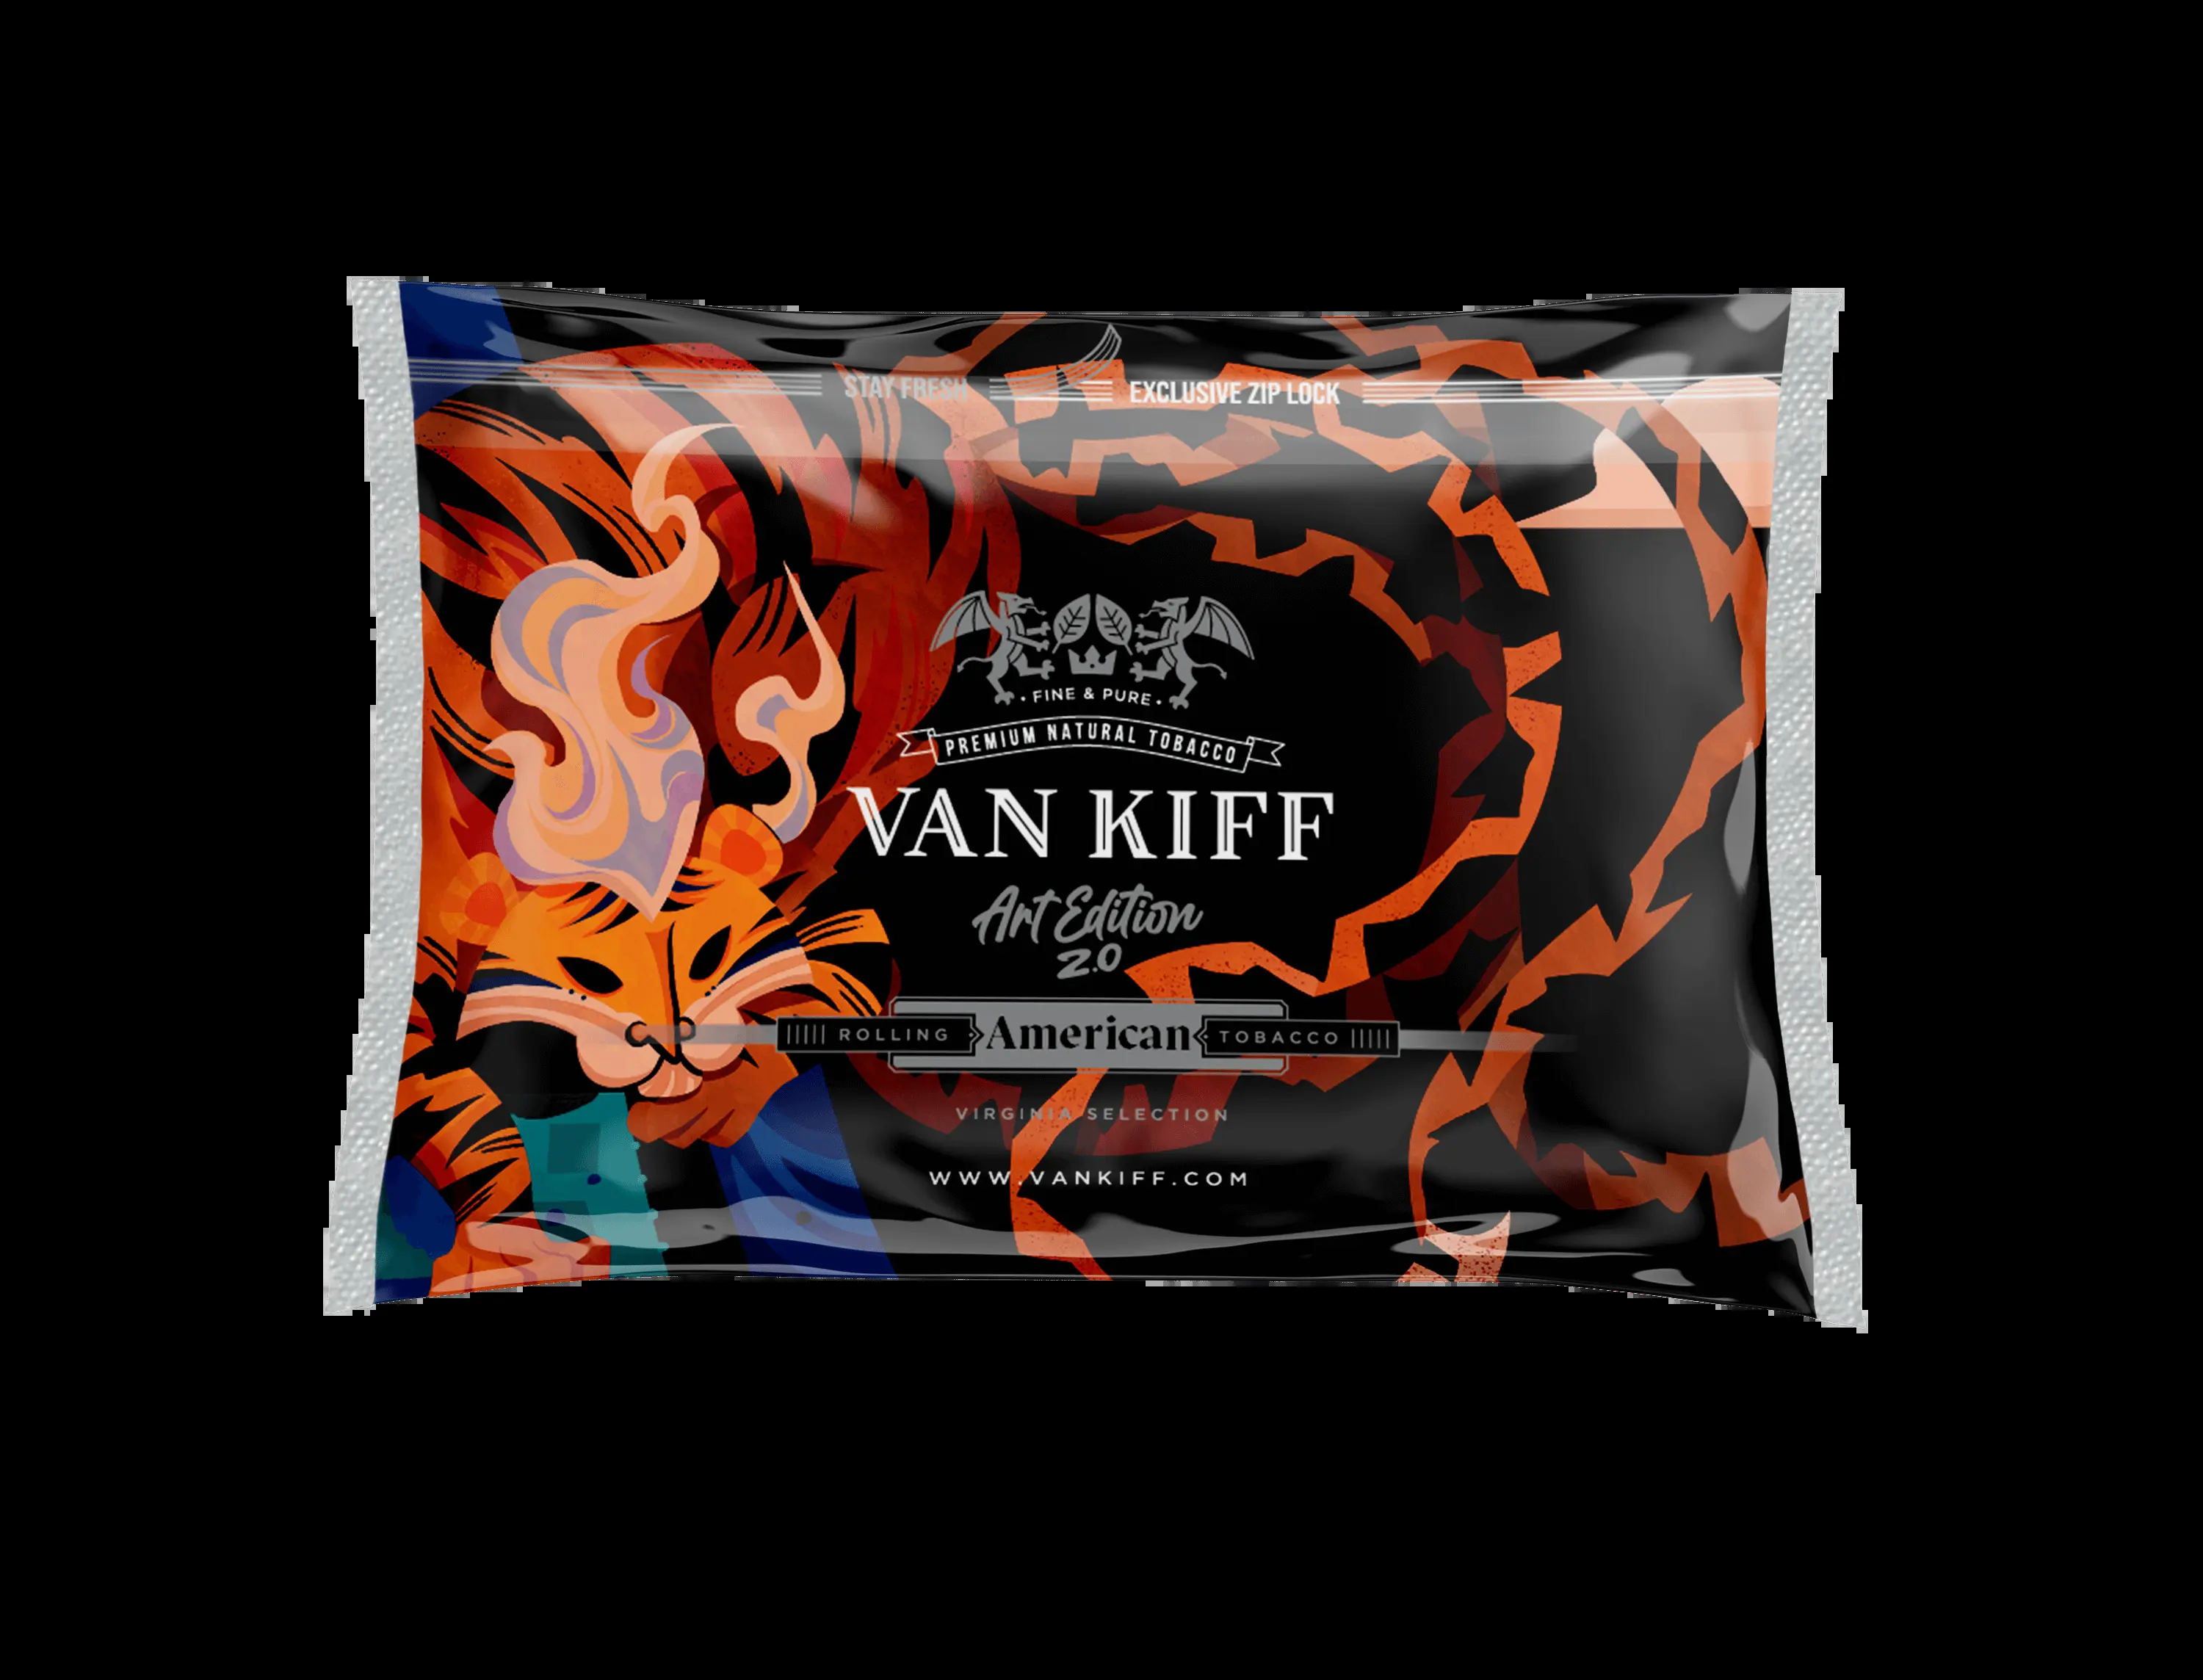 STAY FRESH EXCLUSIVE ZIP LOCK
· FINE & PURE ·
PREMIUM NATURAL TOBACCO
VAN KIFF
Art Edition
2.0
ROLLING American TOBACCO
VIRGINIA SELECTION
WWW.VANKIFF.COM